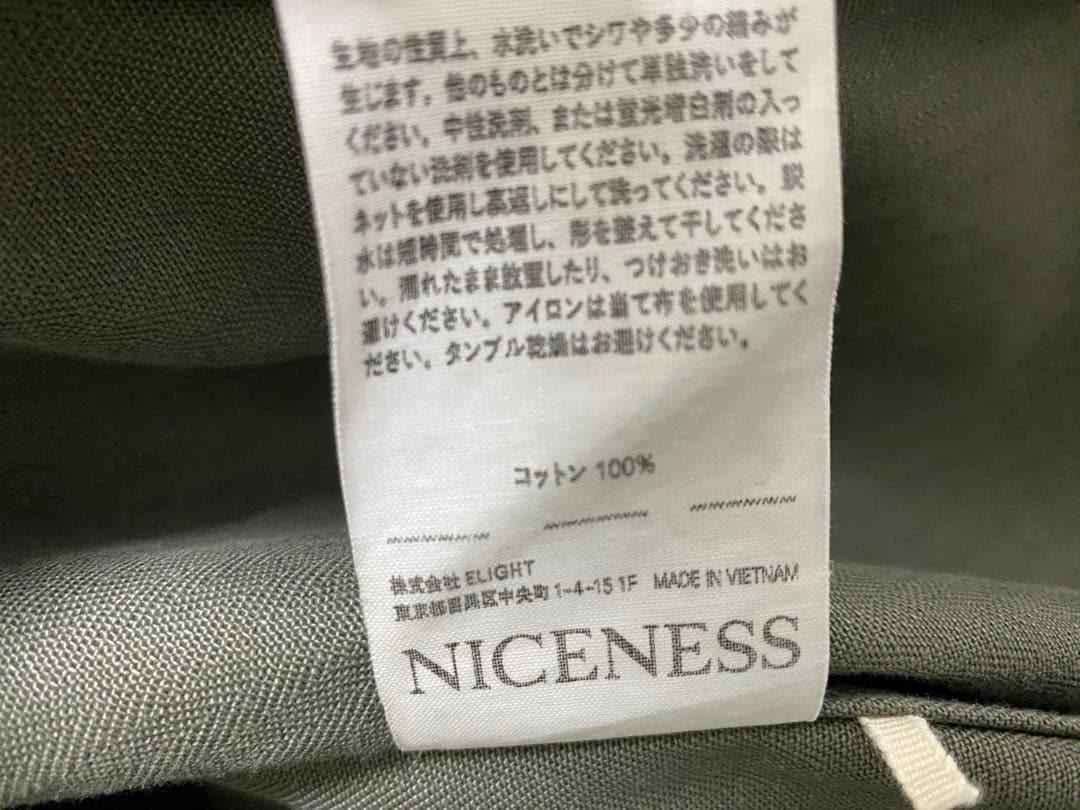 生地の性質上、水洗いでシワや多少の縮みが
生じます。他のものとは分けて単独洗いをして
ください。中性洗剤、または蛍光増白剤の入っ
ていない洗剤を使用してください。洗濯の際は
ネットを使用し裏返しにして洗ってください。脱
水は短時間で処理し、形を整えて干してくださ
い。濡れたまま放置したり、つけおき洗いはお
避けください。アイロンは当て布を使用してく
ださい。タンブル乾燥はお避けください。
コットン 100%
株式会社 ELIGHT
東京都目黒区中央町 1-4-15 1F MADE IN VIETNAM
NICENESS